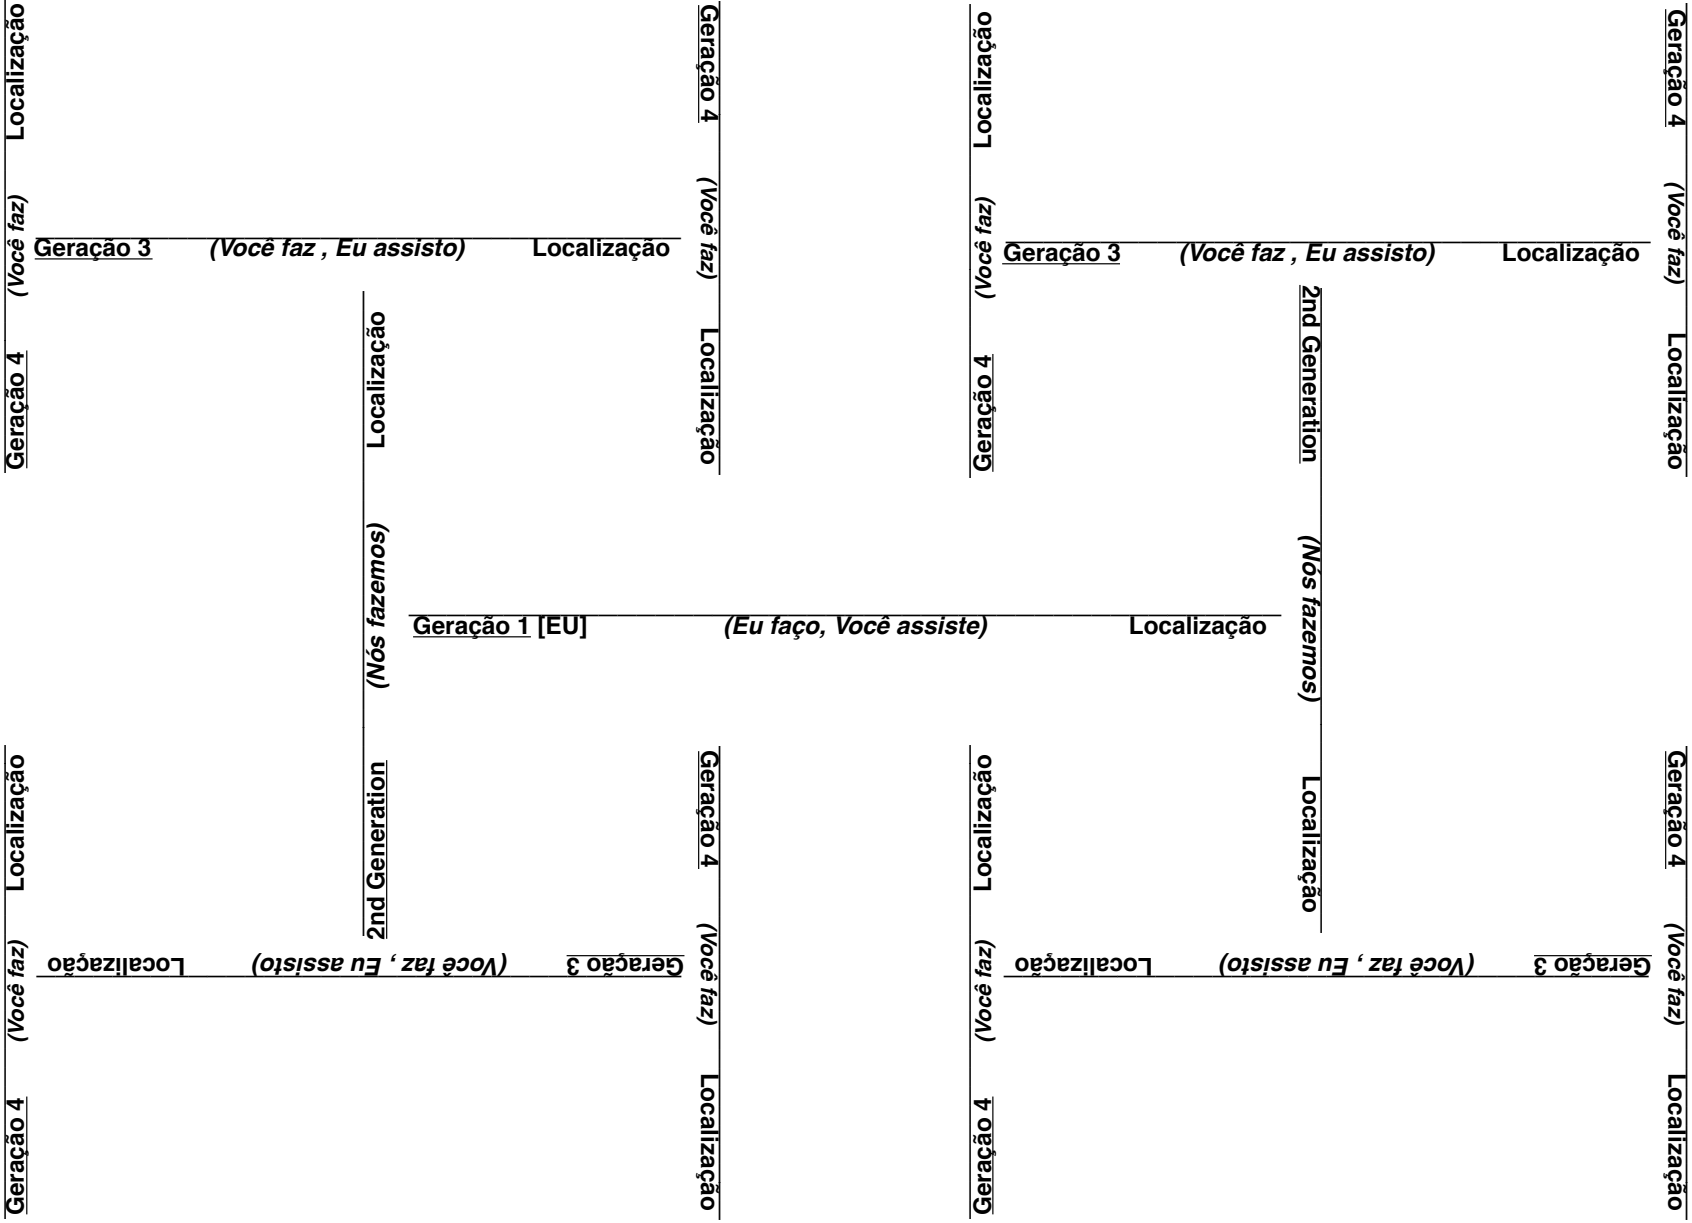 Localização (Você faz) Geração 4
Geração 3 (Você faz , Eu assisto) Localização
Geração 4 (Você faz) Localização
Localização (Você faz) Geração 4
Geração 3 (Você faz , Eu assisto) Localização
Geração 4 (Você faz) Localização
2nd Generation (Nós fazemos) Localização
Geração 1 [EU] (Eu faço, Você assiste) Localização
2nd Generation (Nós fazemos) Localização
Geração 4 (Você faz) Localização
Geração 3 (Você faz , Eu assisto) Localização
Geração 4 (Você faz) Localização
Geração 4 (Você faz) Localização
Geração 3 (Você faz , Eu assisto) Localização
Geração 4 (Você faz) Localização